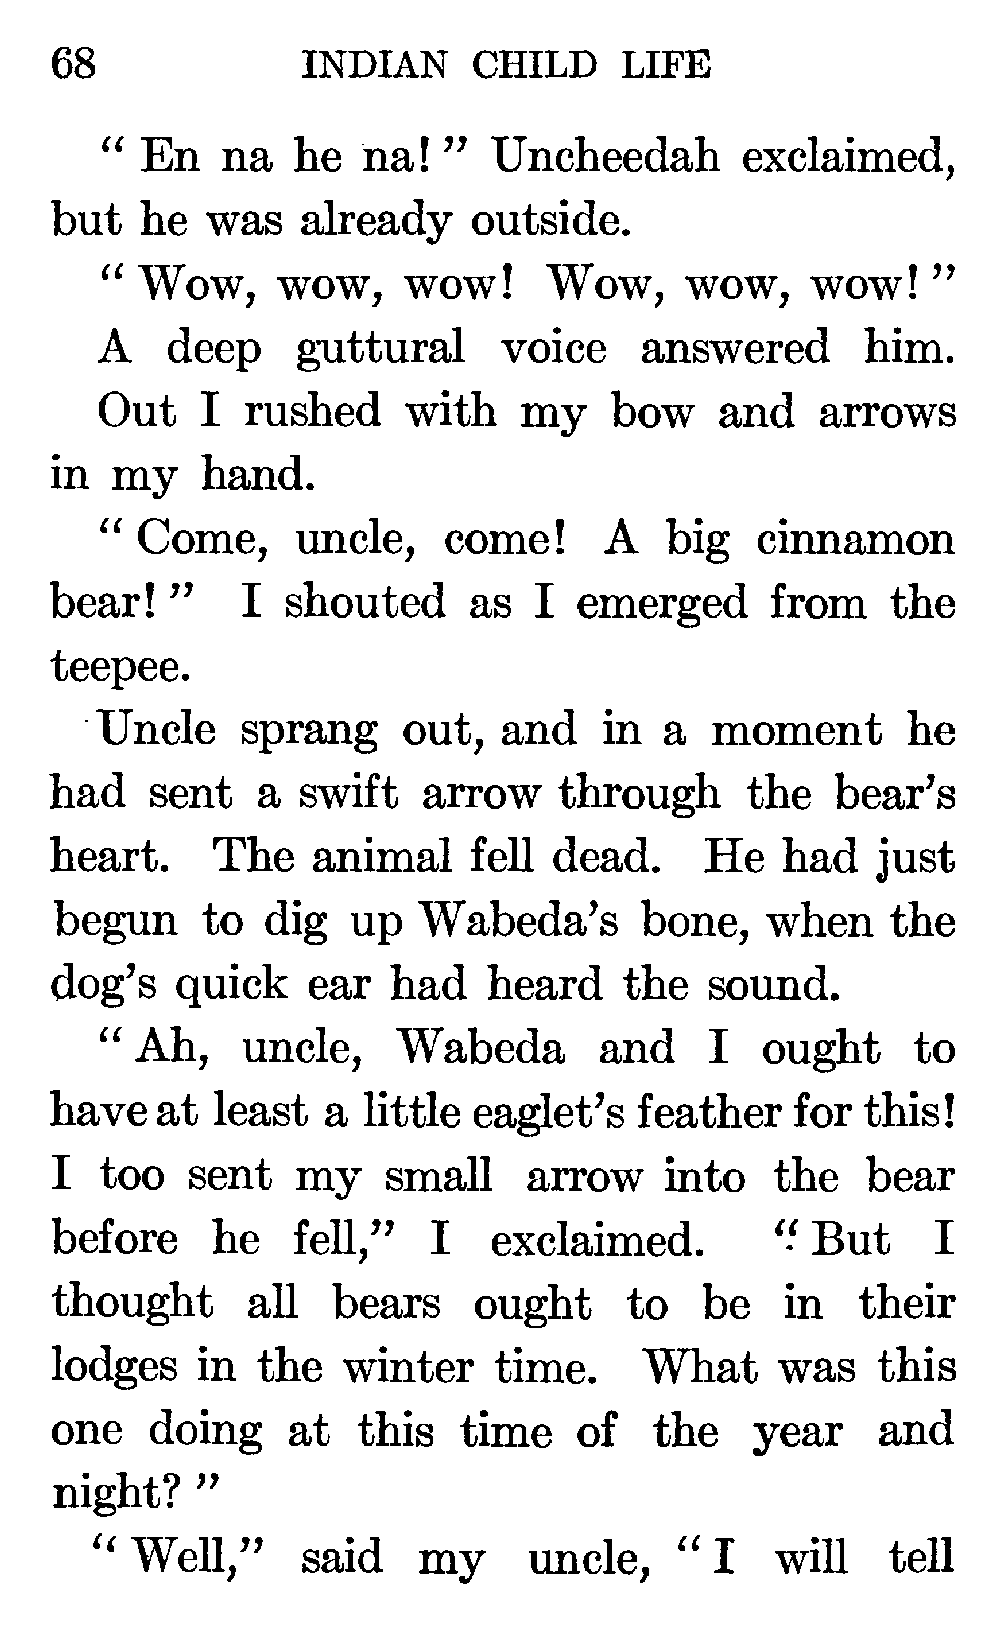 68 INDIAN CHILD LIFE
“ En na he na! ” Uncheedah exclaimed,
but he was already outside.
“ Wow, wow, wow! Wow, wow, wow! ”
A deep guttural voice answered him.
Out I rushed with my bow and arrows
in my hand.
“ Come, uncle, come! A big cinnamon
bear! ” I shouted as I emerged from the
teepee.
Uncle sprang out, and in a moment he
had sent a swift arrow through the bear’s
heart. The animal fell dead. He had just
begun to dig up Wabeda’s bone, when the
dog’s quick ear had heard the sound.
“ Ah, uncle, Wabeda and I ought to
have at least a little eaglet’s feather for this!
I too sent my small arrow into the bear
before he fell,” I exclaimed. “ But I
thought all bears ought to be in their
lodges in the winter time. What was this
one doing at this time of the year and
night? ”
“ Well,” said my uncle, “ I will tell